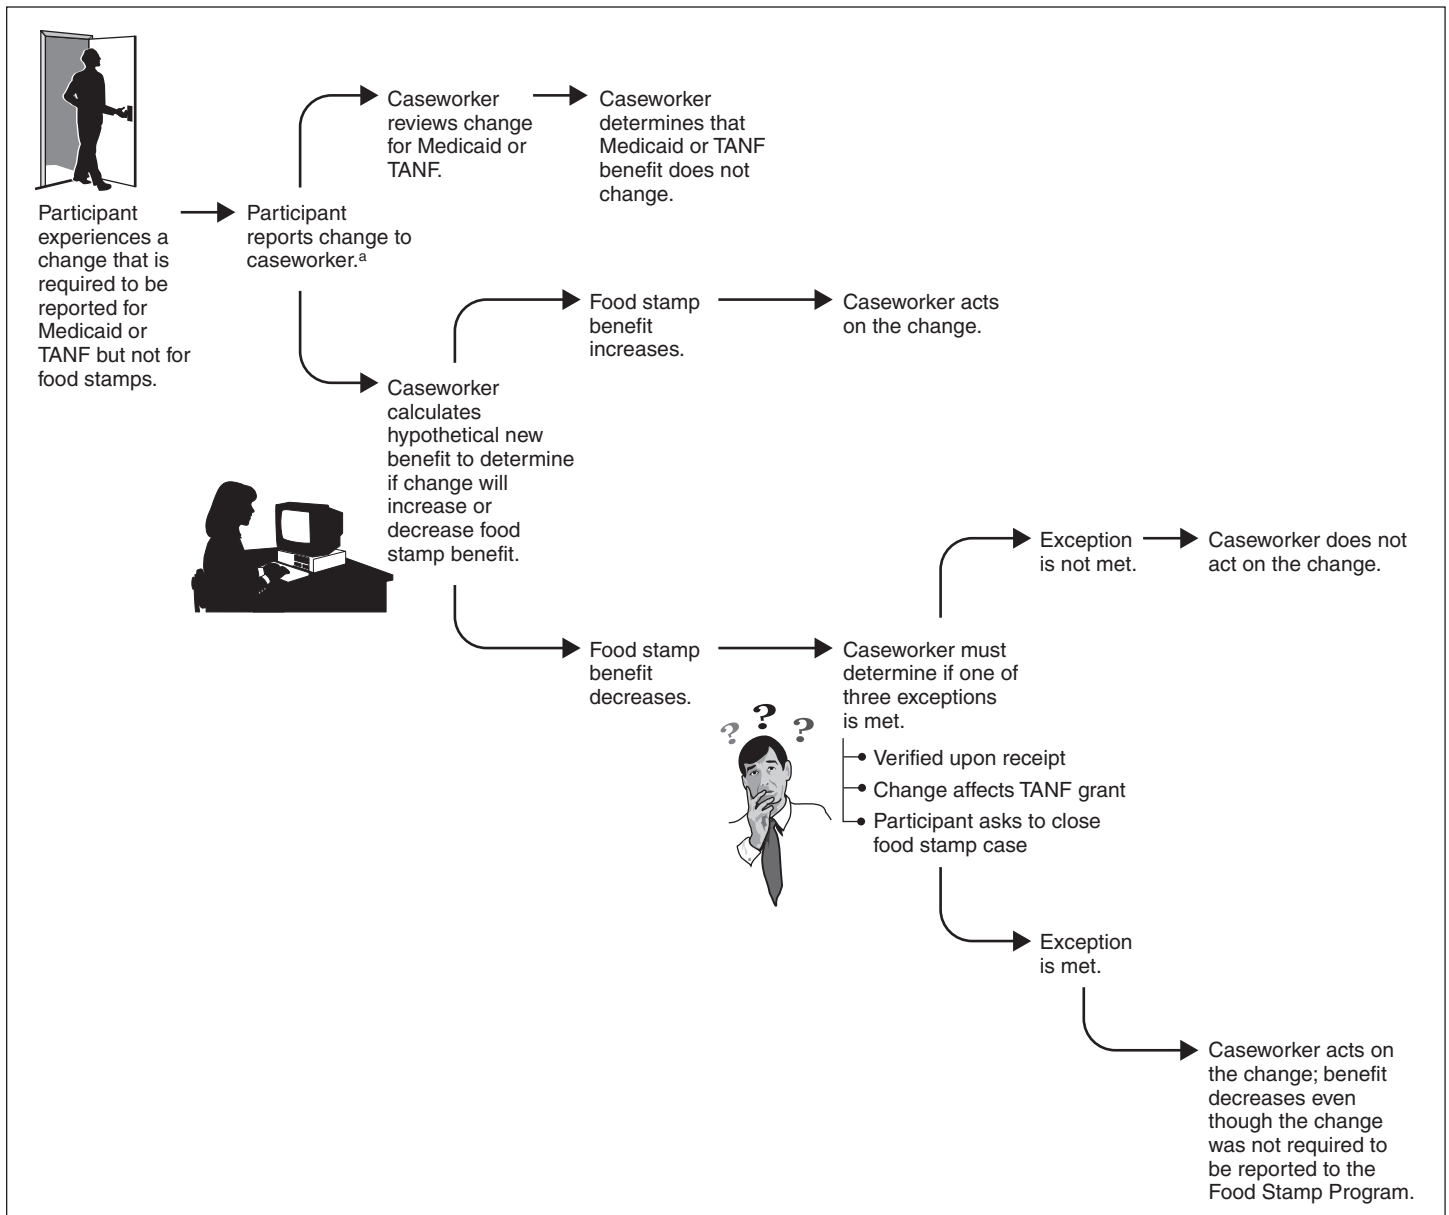 Participant
experiences a
change that is
required to be
reported for
Medicaid or
TANF but not for
food stamps.
Participant
reports change to
caseworker.a
Caseworker
reviews change
for Medicaid or
TANF.
Caseworker
determines that
Medicaid or TANF
benefit does not
change.
Caseworker
calculates
hypothetical new
benefit to determine
if change will
increase or
decrease food
stamp benefit.
Food stamp
benefit
increases.
Caseworker acts
on the change.
Food stamp
benefit
decreases.
Caseworker must
determine if one of
three exceptions
is met.
Verified upon receipt
Change affects TANF grant
Participant asks to close
food stamp case
? ? ?
Exception
is not met.
Caseworker does not
act on the change.
Exception
is met.
Caseworker acts on
the change; benefit
decreases even
though the change
was not required to
be reported to the
Food Stamp Program.